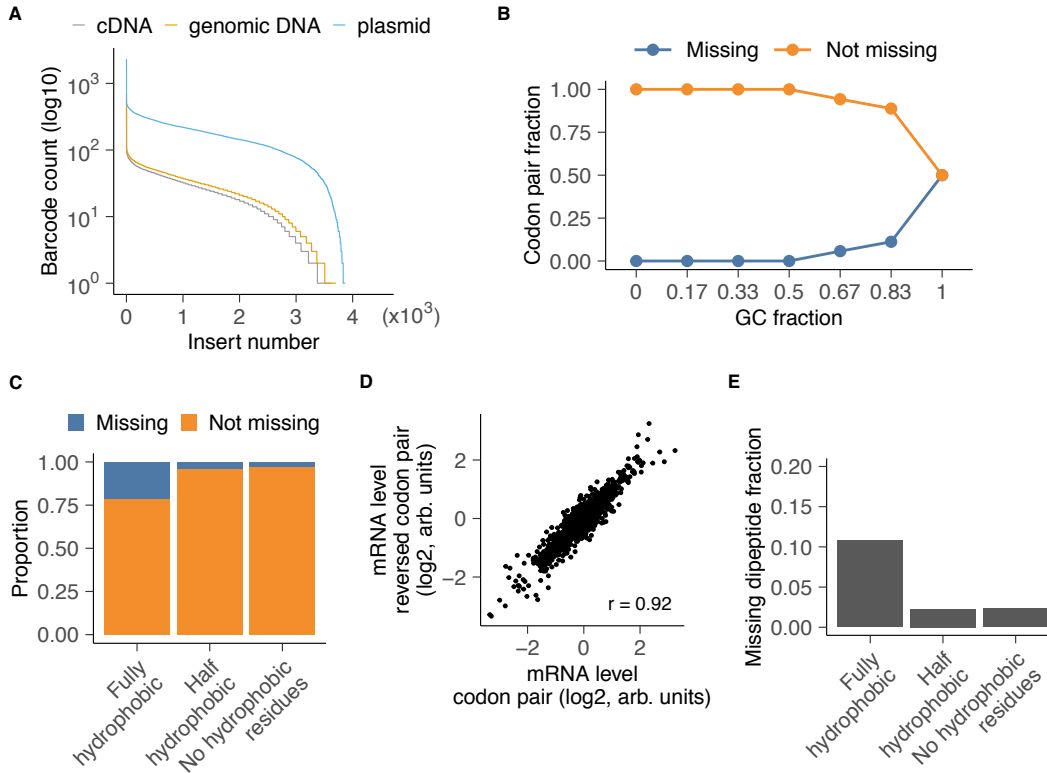 A
cDNA genomic DNA plasmid
Barcode count (log10)
10³
10²
10¹
10⁰
0 1 2 3 4 (x10³)
Insert number
B
Missing Not missing
Codon pair fraction
1.00
0.75
0.50
0.25
0.00
0 0.17 0.33 0.5 0.67 0.83 1
GC fraction
C
Missing Not missing
Proportion
1.00
0.75
0.50
0.25
0.00
Fully
hydrophobic
Half
hydrophobic
No hydrophobic
residues
D
mRNA level
reversed codon pair
(log2, arb. units)
2
0
−2
r = 0.92
−2 0 2
mRNA level
codon pair (log2, arb. units)
E
Missing dipeptide fraction
0.20
0.15
0.10
0.05
0.00
Fully
hydrophobic
Half
hydrophobic
No hydrophobic
residues